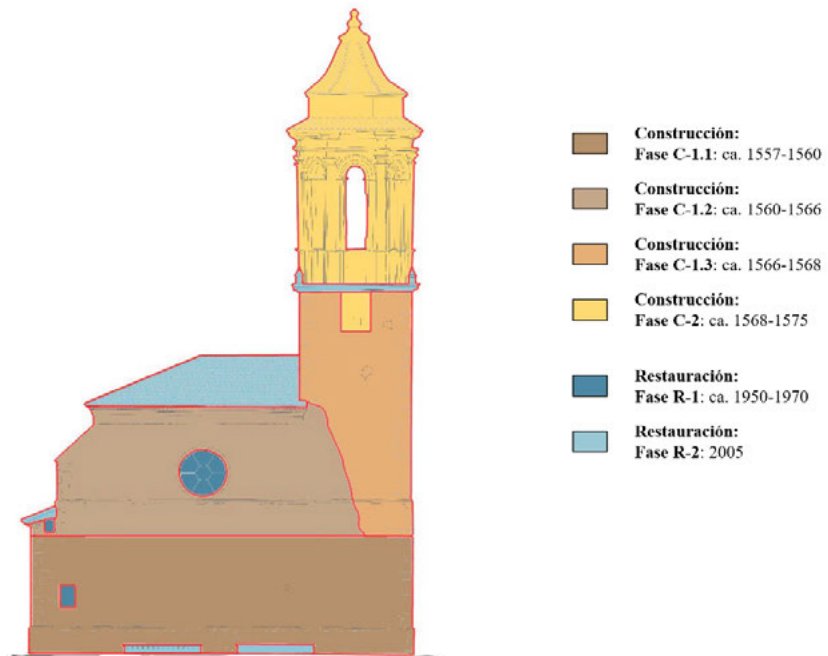 Construcción:
Fase C-1.1: ca. 1557-1560
Construcción:
Fase C-1.2: ca. 1560-1566
Construcción:
Fase C-1.3: ca. 1566-1568
Construcción:
Fase C-2: ca. 1568-1575
Restauración:
Fase R-1: ca. 1950-1970
Restauración:
Fase R-2: 2005